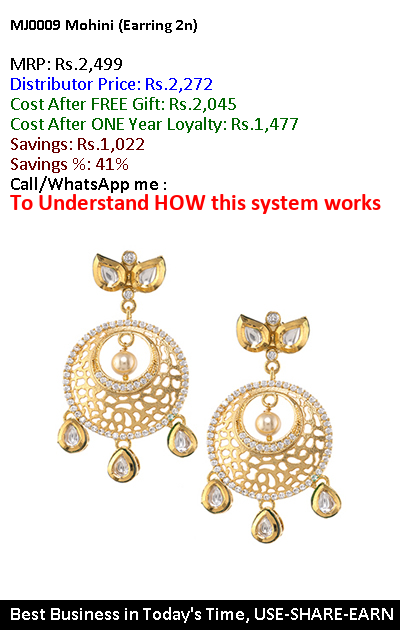 MJ0009 Mohini (Earring 2n)
MRP: Rs.2,499
Distributor Price: Rs.2,272
Cost After FREE Gift: Rs.2,045
Cost After ONE Year Loyalty: Rs.1,477
Savings: Rs.1,022
Savings %: 41%
Call/WhatsApp me :
To Understand HOW this system works
Best Business in Today's Time, USE-SHARE-EARN